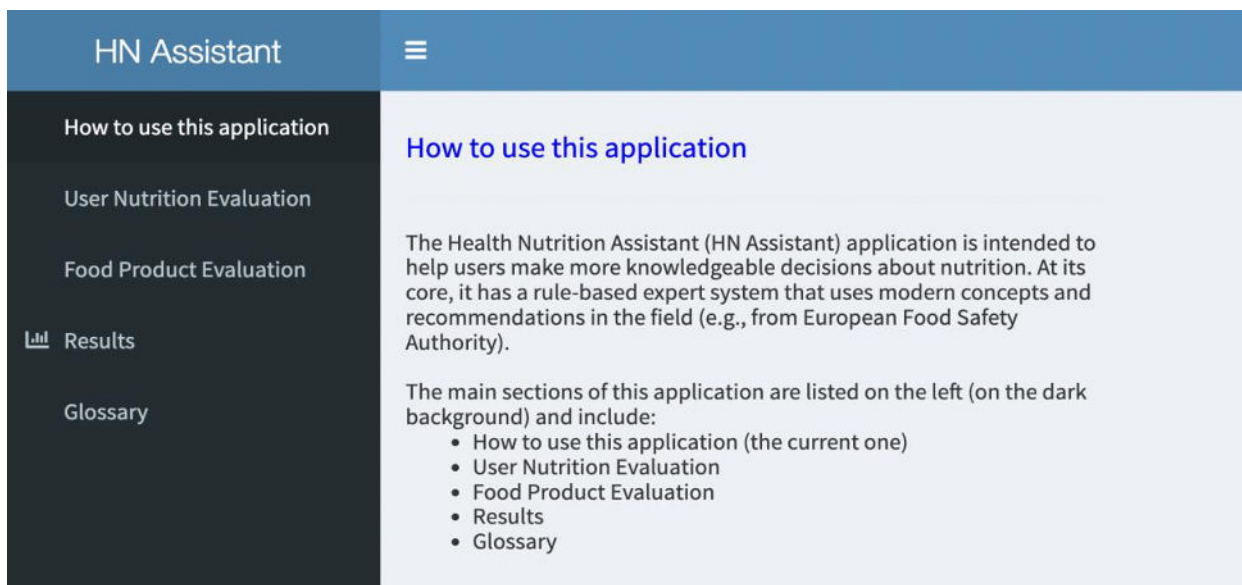 HN Assistant
How to use this application
User Nutrition Evaluation
Food Product Evaluation
Results
Glossary
How to use this application
The Health Nutrition Assistant (HN Assistant) application is intended to
help users make more knowledgeable decisions about nutrition. At its
core, it has a rule-based expert system that uses modern concepts and
recommendations in the field (e.g., from European Food Safety
Authority).
The main sections of this application are listed on the left (on the dark
background) and include:
• How to use this application (the current one)
• User Nutrition Evaluation
• Food Product Evaluation
• Results
• Glossary